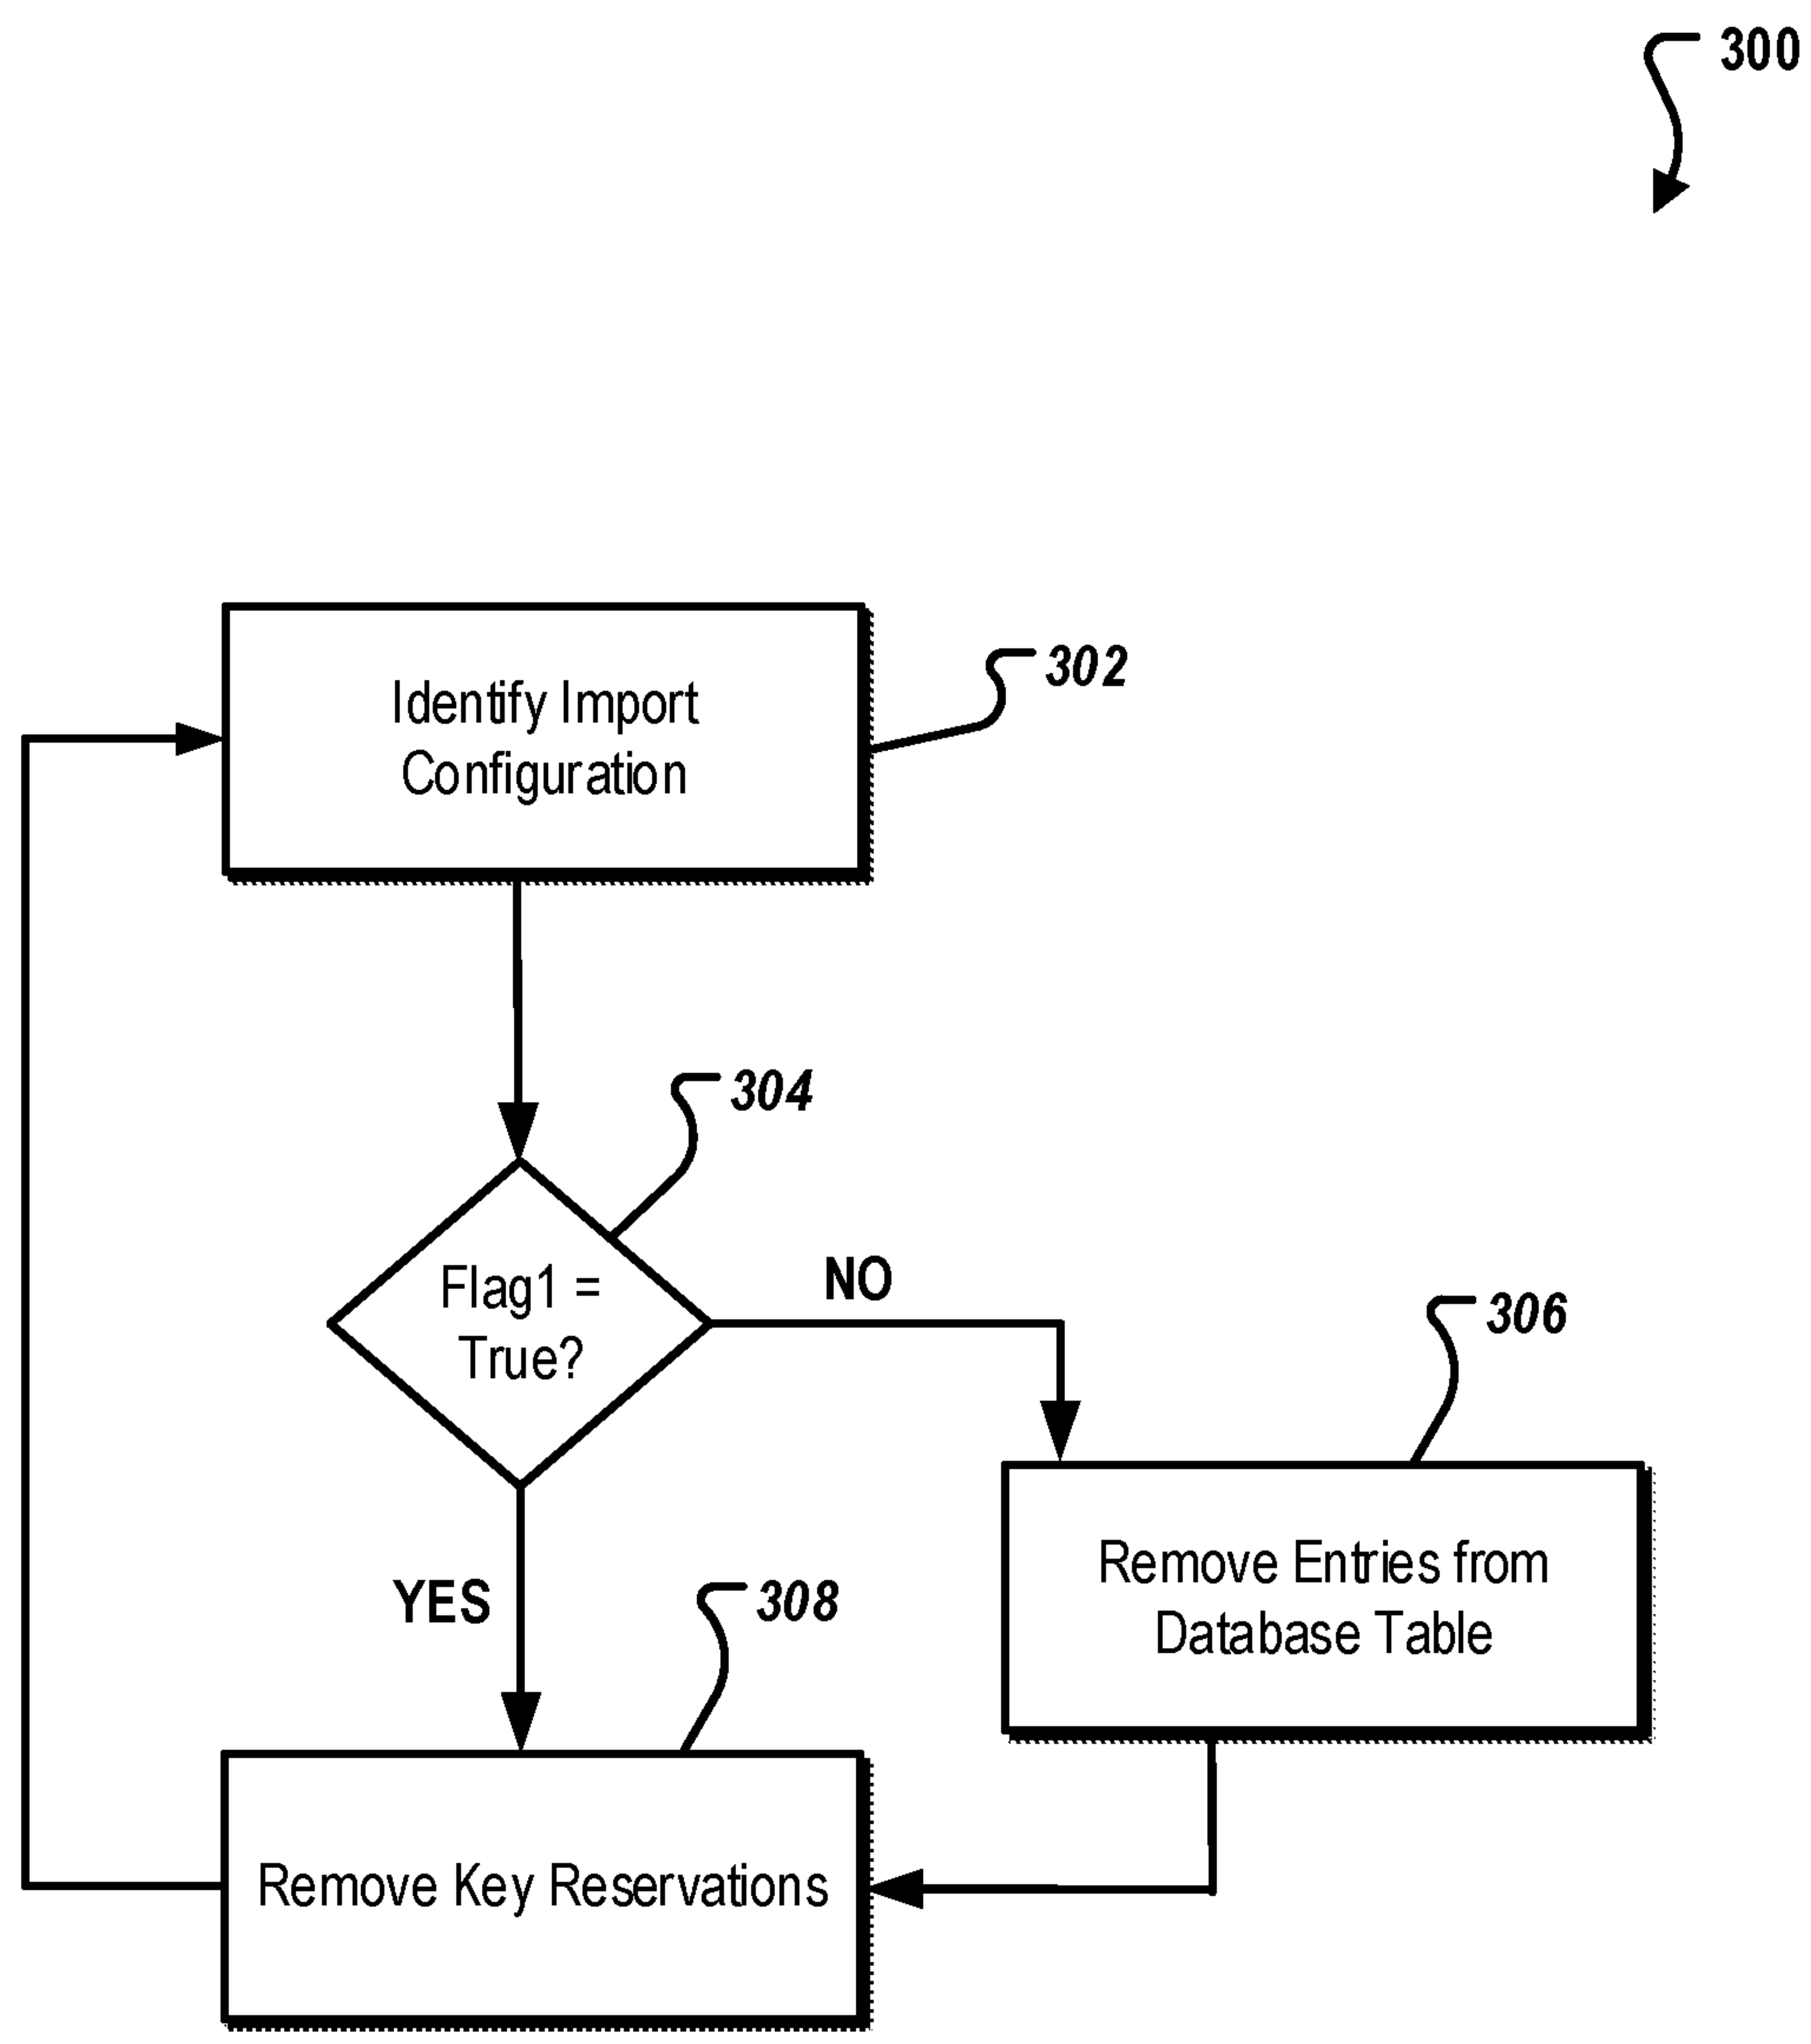 300
Identify Import
Configuration
302
304
Flag1 =
True?
NO
306
Remove Entries from
Database Table
YES
308
Remove Key Reservations